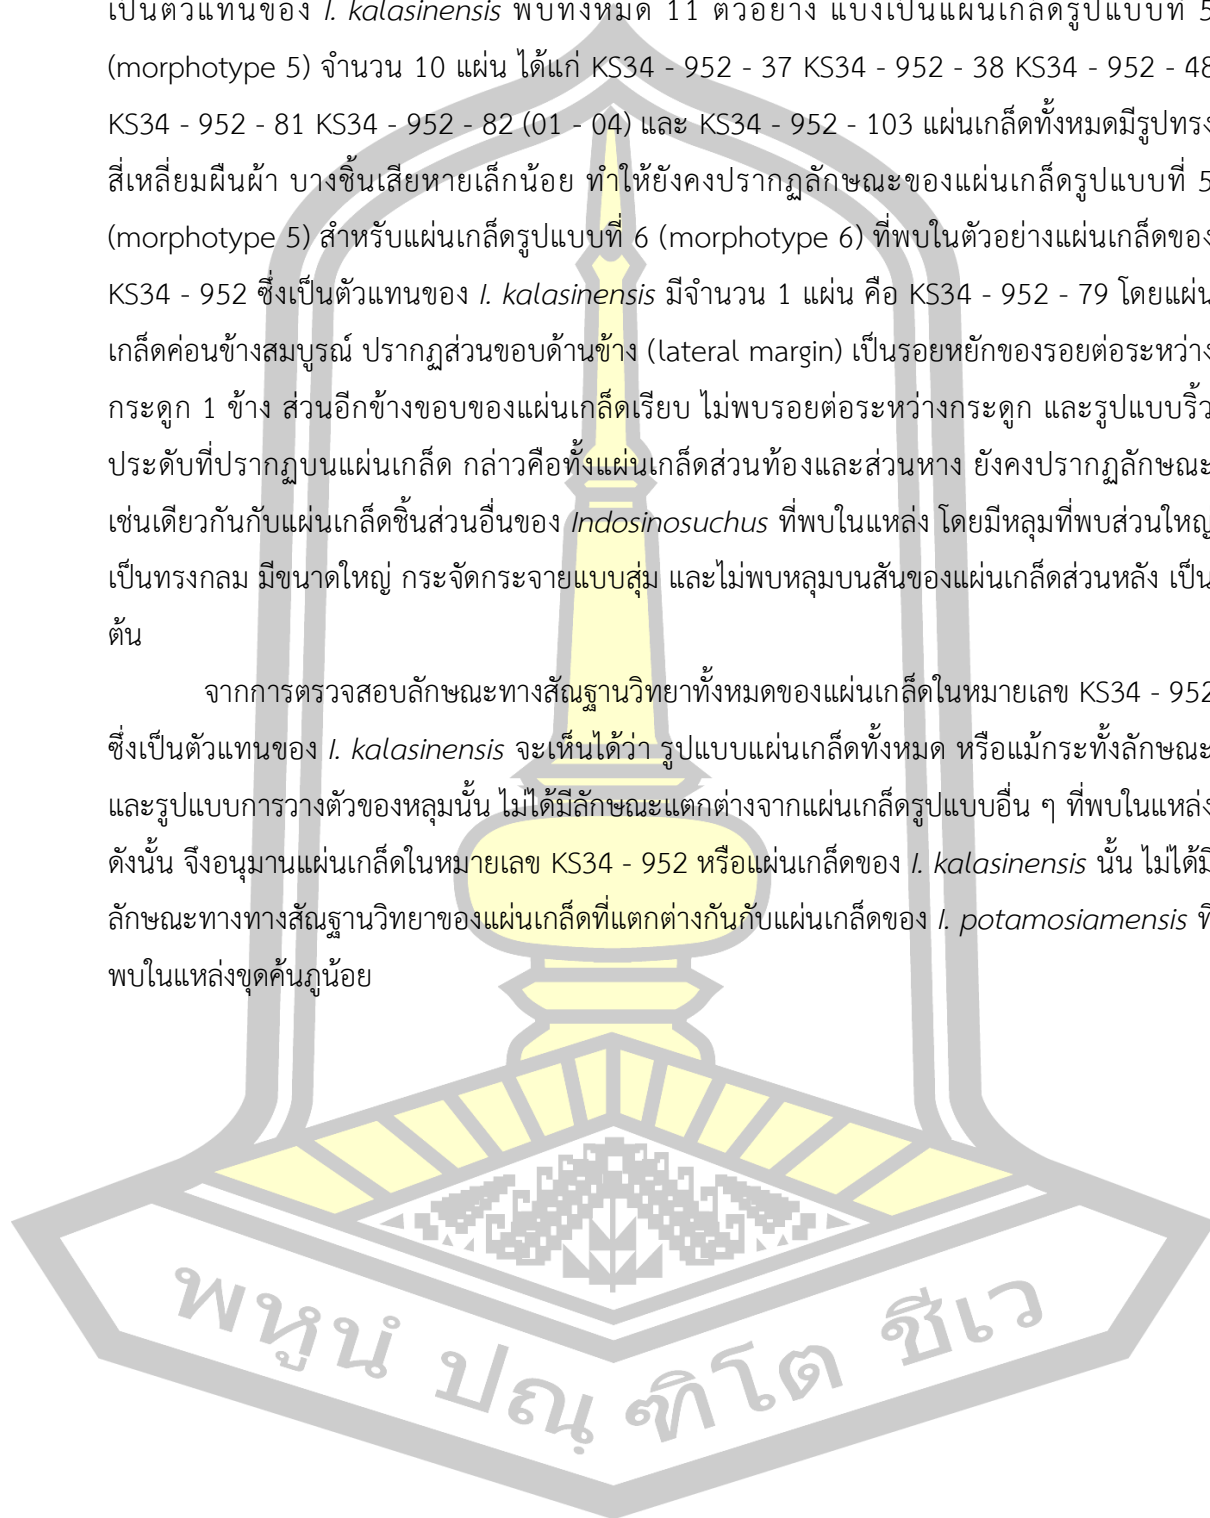 เป็นตัวแทนของ I. kalasinensis พบทั้งหมด 11 ตัวอย่าง แบ่งเป็นแผ่นเกล็ดรูปแบบที่ 5
(morphotype 5) จำนวน 10 แผ่น ได้แก่ KS34 - 952 - 37 KS34 - 952 - 38 KS34 - 952 - 48
KS34 - 952 - 81 KS34 - 952 - 82 (01 - 04) และ KS34 - 952 - 103 แผ่นเกล็ดทั้งหมดมีรูปทรง
สี่เหลี่ยมผืนผ้า บางชิ้นเสียหายเล็กน้อย ทำให้ยังคงปรากฏลักษณะของแผ่นเกล็ดรูปแบบที่ 5
(morphotype 5) สำหรับแผ่นเกล็ดรูปแบบที่ 6 (morphotype 6) ที่พบในตัวอย่างแผ่นเกล็ดของ
KS34 - 952 ซึ่งเป็นตัวแทนของ I. kalasinensis มีจำนวน 1 แผ่น คือ KS34 - 952 - 79 โดยแผ่น
เกล็ดค่อนข้างสมบูรณ์ ปรากฏส่วนขอบด้านข้าง (lateral margin) เป็นรอยหยักของรอยต่อระหว่าง
กระดูก 1 ข้าง ส่วนอีกข้างขอบของแผ่นเกล็ดเรียบ ไม่พบรอยต่อระหว่างกระดูก และรูปแบบริ้ว
ประดับที่ปรากฏบนแผ่นเกล็ด กล่าวคือทั้งแผ่นเกล็ดส่วนท้องและส่วนหาง ยังคงปรากฏลักษณะ
เช่นเดียวกันกับแผ่นเกล็ดชิ้นส่วนอื่นของ Indosinosuchus ที่พบในแหล่ง โดยมีหลุมที่พบส่วนใหญ่
เป็นทรงกลม มีขนาดใหญ่ กระจัดกระจายแบบสุ่ม และไม่พบหลุมบนสันของแผ่นเกล็ดส่วนหลัง เป็น
ต้น
จากการตรวจสอบลักษณะทางสัณฐานวิทยาทั้งหมดของแผ่นเกล็ดในหมายเลข KS34 - 952
ซึ่งเป็นตัวแทนของ I. kalasinensis จะเห็นได้ว่า รูปแบบแผ่นเกล็ดทั้งหมด หรือแม้กระทั้งลักษณะ
และรูปแบบการวางตัวของหลุมนั้น ไม่ได้มีลักษณะแตกต่างจากแผ่นเกล็ดรูปแบบอื่น ๆ ที่พบในแหล่ง
ดังนั้น จึงอนุมานแผ่นเกล็ดในหมายเลข KS34 - 952 หรือแผ่นเกล็ดของ I. kalasinensis นั้น ไม่ได้มี
ลักษณะทางทางสัณฐานวิทยาของแผ่นเกล็ดที่แตกต่างกันกับแผ่นเกล็ดของ I. potamosiamensis ที่
พบในแหล่งขุดค้นภูน้อย
พหูนํ ปณฺฑิโต ชีเว